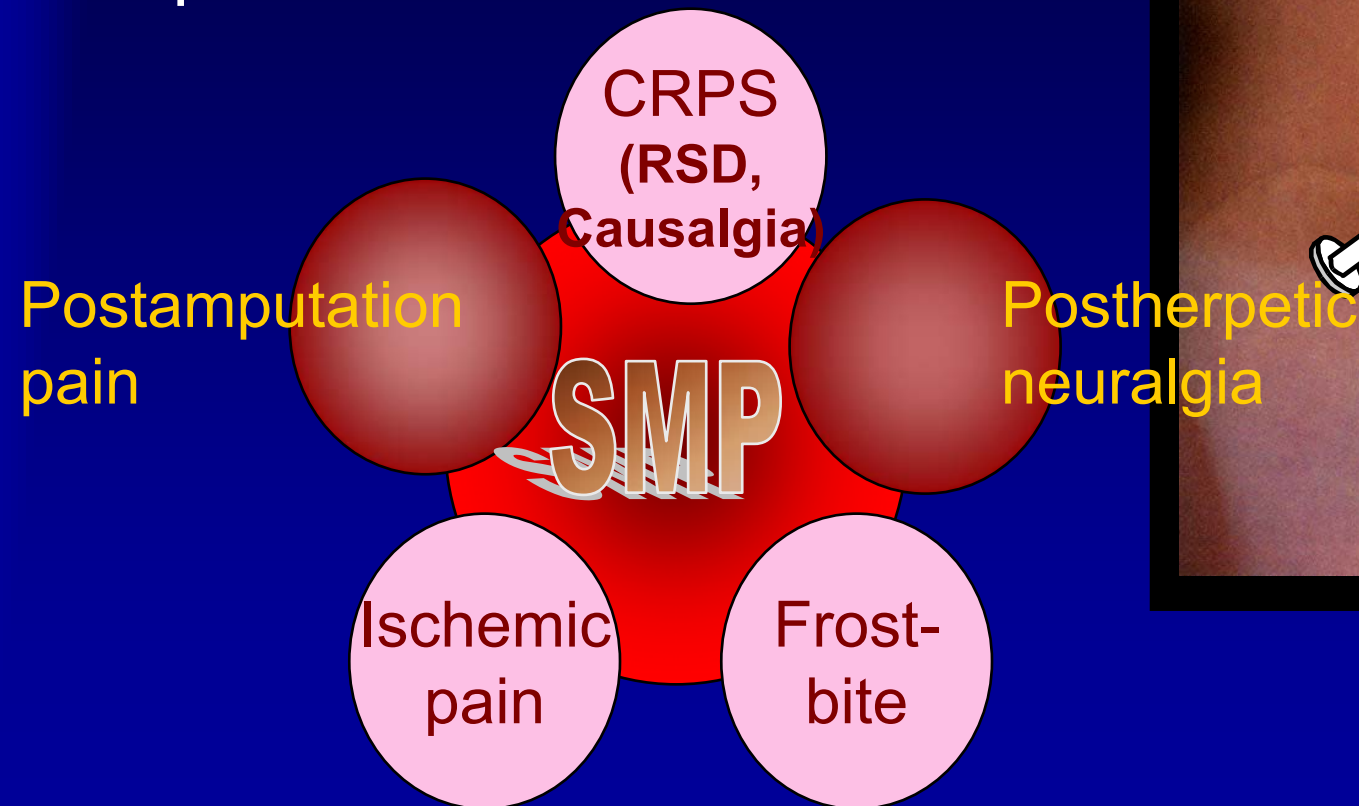 CRPS
(RSD,
Causalgia)
Postamputation
pain
Postherpetic
neuralgia
SMP
Ischemic
pain
Frost-
bite